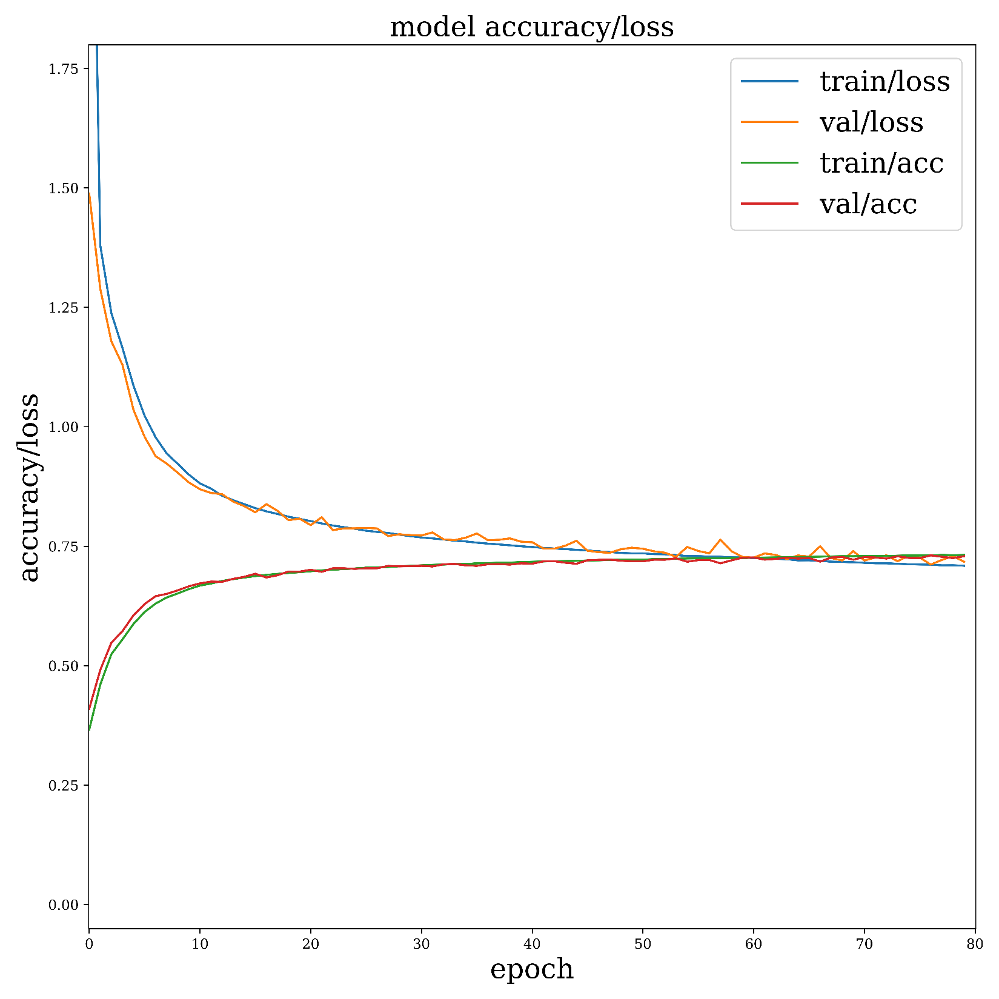 model accuracy/loss
train/loss
val/loss
train/acc
val/acc
accuracy/loss
1.75
1.50
1.25
1.00
0.75
0.50
0.25
0.00
0 10 20 30 40 50 60 70 80
epoch